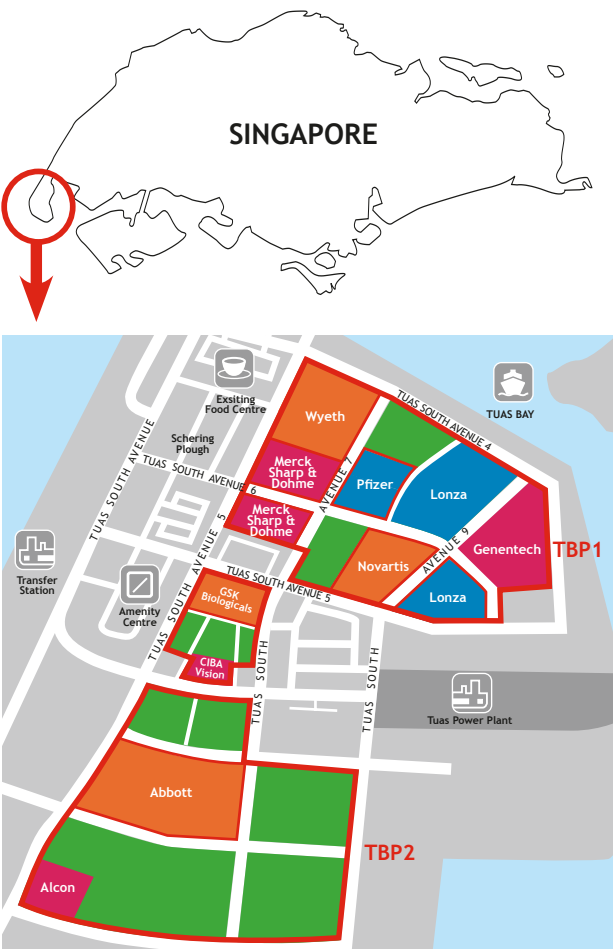 SINGAPORE
Exsiting
Food Centre
TUAS BAY
TUAS SOUTH AVENUE 4
Wyeth
Schering
Plough
TUAS SOUTH AVENUE
TUAS SOUTH AVENUE 6
Merck
Sharp &
Dohme
AVENUE 7
Pfizer
Lonza
Merck
Sharp &
Dohme
TUAS SOUTH AVENUE 5
Novartis
AVENUE 9
Genentech
TBP1
Transfer
Station
Amenity
Centre
TUAS SOUTH AVENUE 5
GSK
Biologicals
Lonza
CIBA
Vision
TUAS SOUTH
TUAS SOUTH
Tuas Power Plant
Abbott
TBP2
Alcon